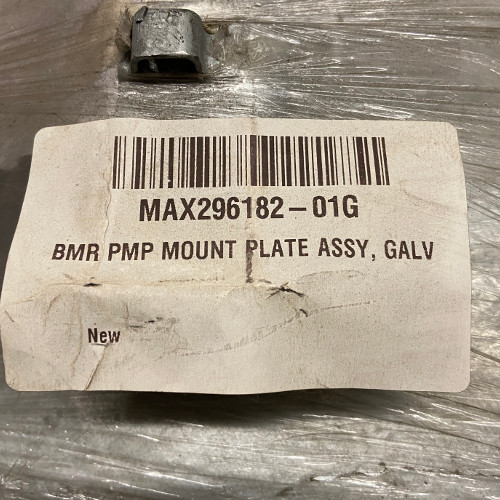 MAX296182-01G
BMR PMP MOUNT PLATE ASSY, GALV
New